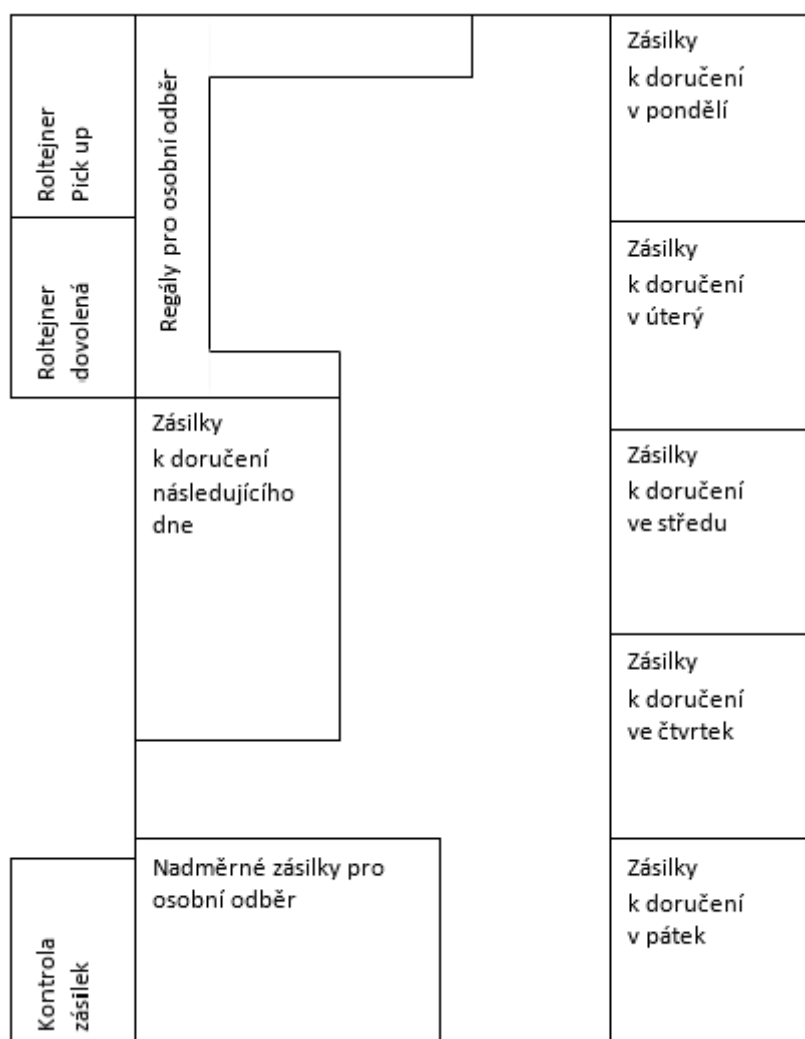 Roltejner
Pick up
Roltejner
dovolená
Regály pro osobní odběr
Zásilky
k doručení
následujícího
dne
Nadměrné zásilky pro
osobní odběr
Kontrola
zásilek
Zásilky
k doručení
v pondělí
Zásilky
k doručení
v úterý
Zásilky
k doručení
ve středu
Zásilky
k doručení
ve čtvrtek
Zásilky
k doručení
v pátek